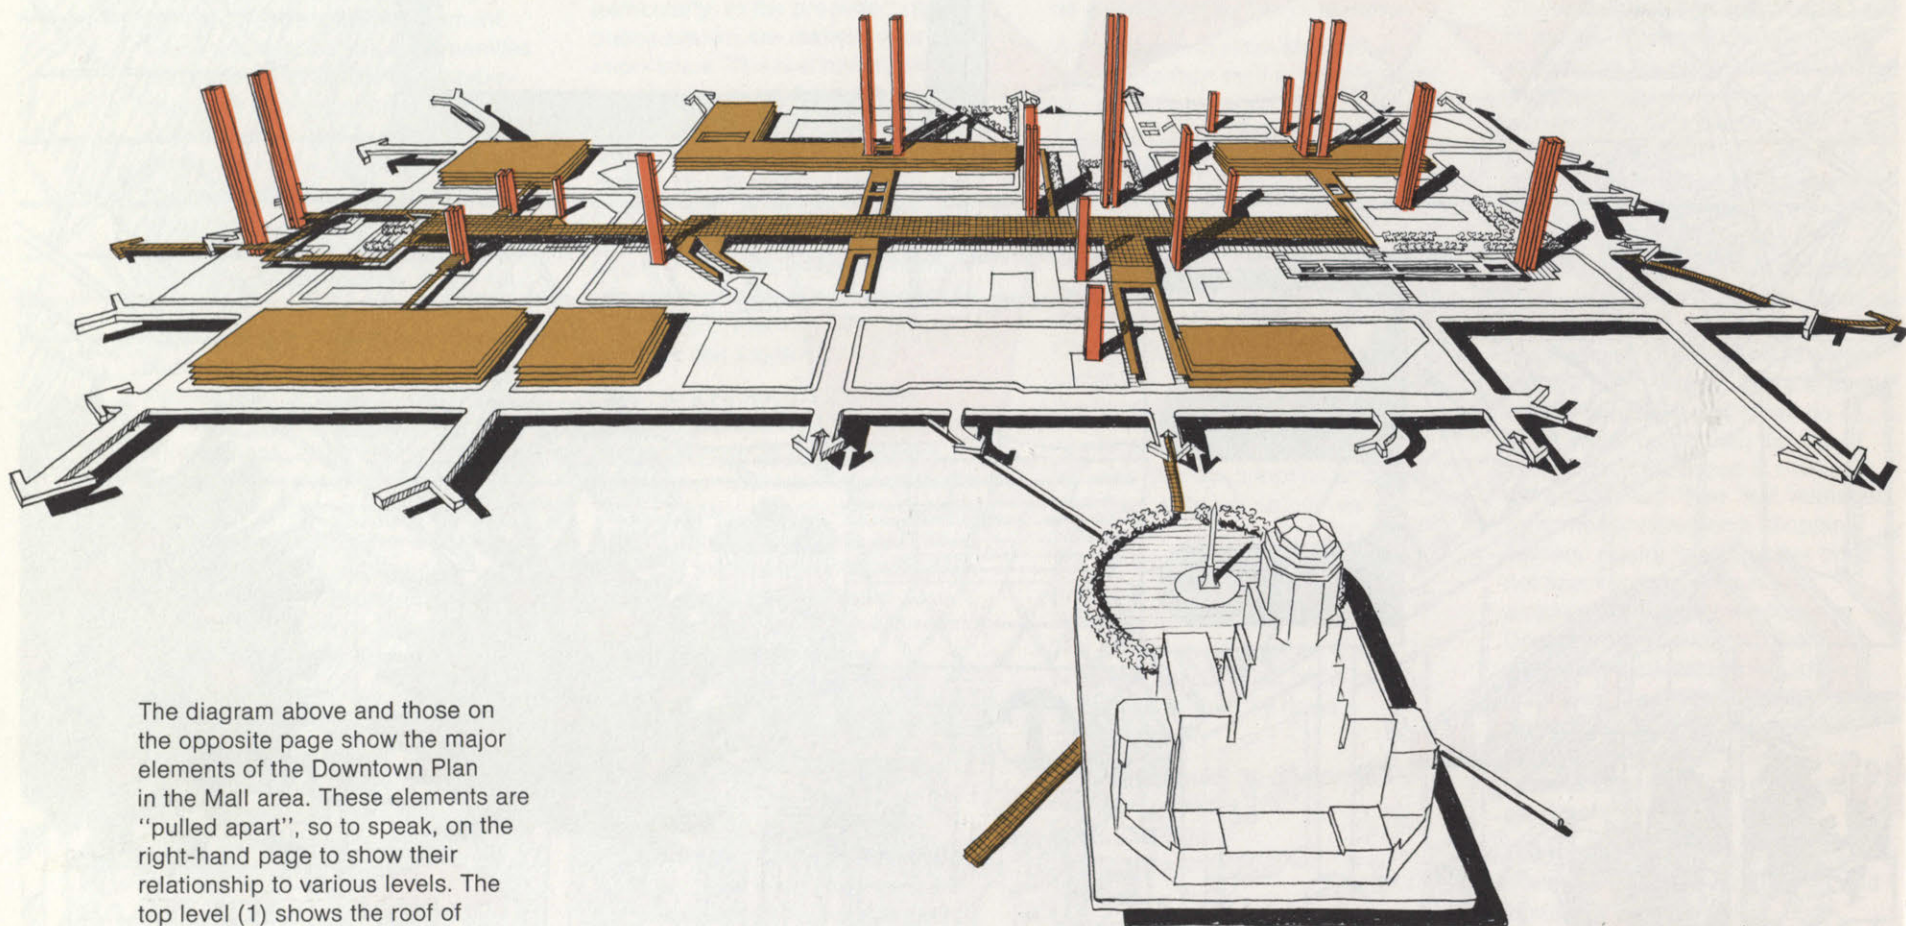 The diagram above and those on
the opposite page show the major
elements of the Downtown Plan
in the Mall area. These elements are
‘‘pulled apart’’, so to speak, on the
right-hand page to show their
relationship to various levels. The
top level (1) shows the roof of